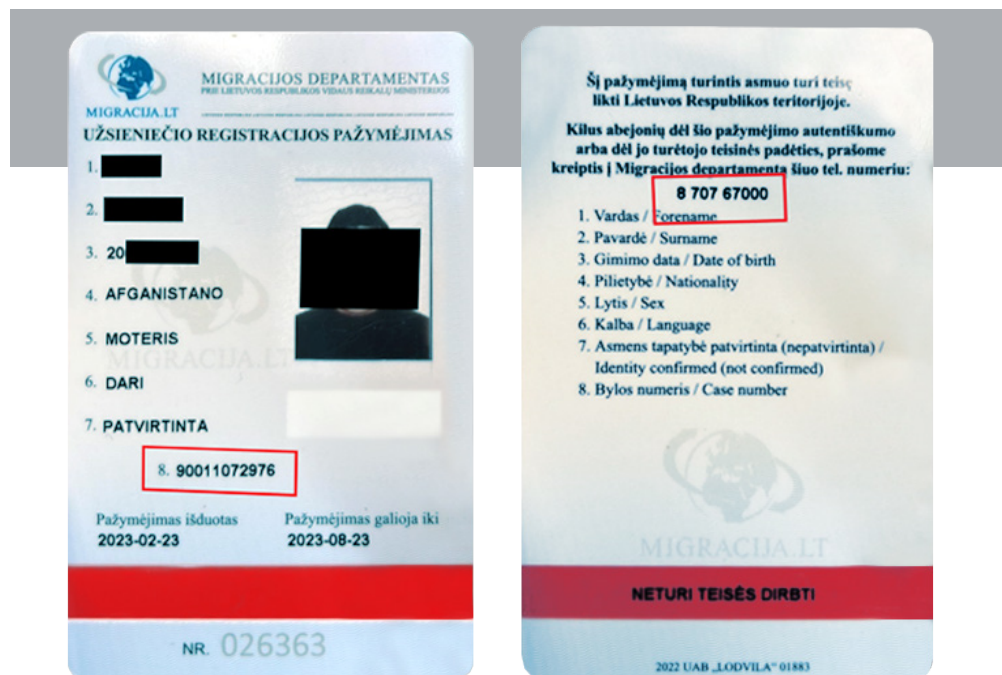 MIGRACIJA.LT
MIGRACIJOS DEPARTAMENTAS
PRIE LIETUVOS RESPUBLIKOS VIDAUS REIKALŲ MINISTERIJOS
UŽSIENIEČIO REGISTRACIJOS PAŽYMĖJIMAS
1.
2.
3. 20
4. AFGANISTANO
5. MOTERIS
MIGRACIJA.LT
6. DARI
7. PATVIRTINTA
8. 90011072976
Pažymėjimas išduotas Pažymėjimas galioja iki
2023-02-23 2023-08-23
NR. 026363
Šį pažymėjimą turintis asmuo turi teisę
likti Lietuvos Respublikos teritorijoje.
Kilus abejonių dėl šio pažymėjimo autentiškumo
arba dėl jo turėtojo teisinės padėties, prašome
kreiptis į Migracijos departamentą šiuo tel. numeriu:
8 707 67000
1. Vardas / Forename
2. Pavardė / Surname
3. Gimimo data / Date of birth
4. Pilietybė / Nationality
5. Lytis / Sex
6. Kalba / Language
7. Asmens tapatybė patvirtinta (nepatvirtinta) /
Identity confirmed (not confirmed)
8. Bylos numeris / Case number
MIGRACIJA.LT
NETURI TEISĖS DIRBTI
2022 UAB „LODVILA“ 01883